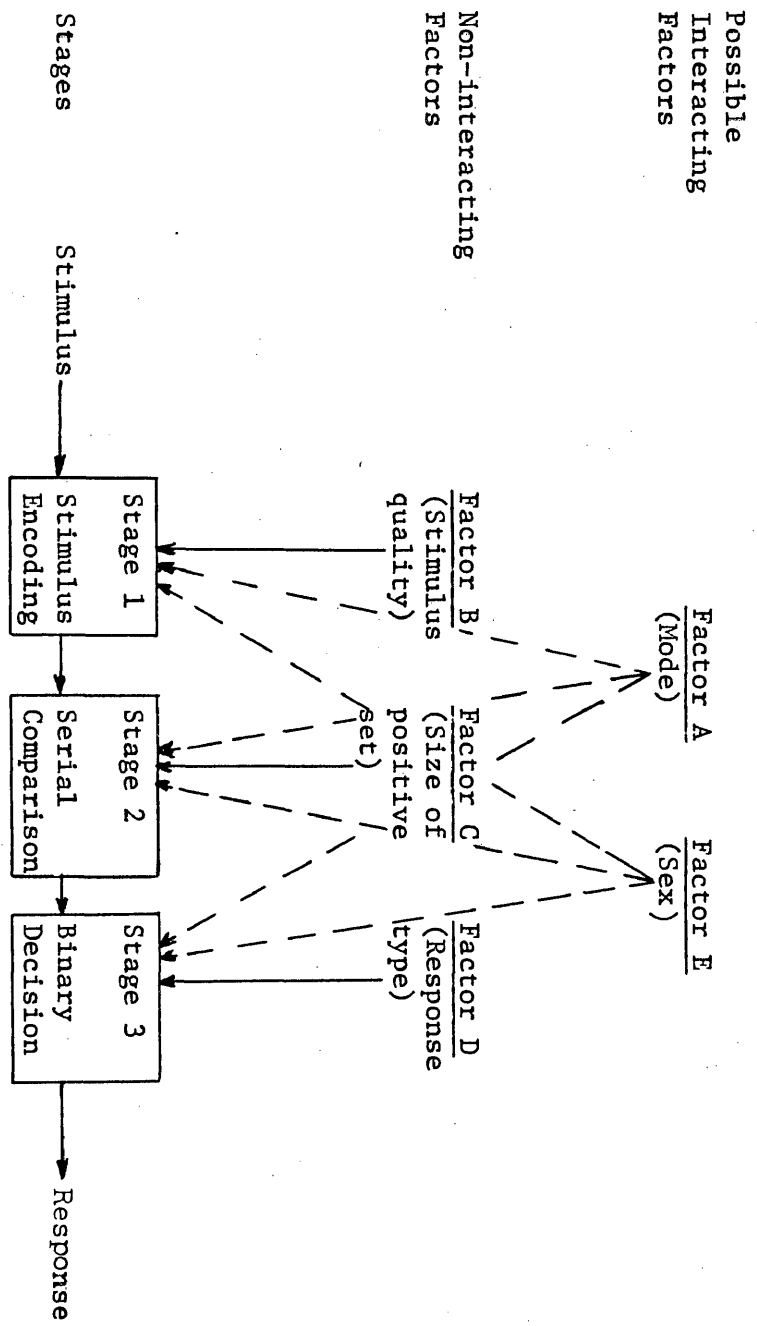 Possible
Interacting
Factors
Factor A
(Mode)
Factor E
(Sex)
Non-interacting
Factors
Factor B
(Stimulus
quality)
Factor C
(Size of
positive
set)
Factor D
(Response
type)
Stages
Stimulus
Stage 1
Stimulus
Encoding
Stage 2
Serial
Comparison
Stage 3
Binary
Decision
Response